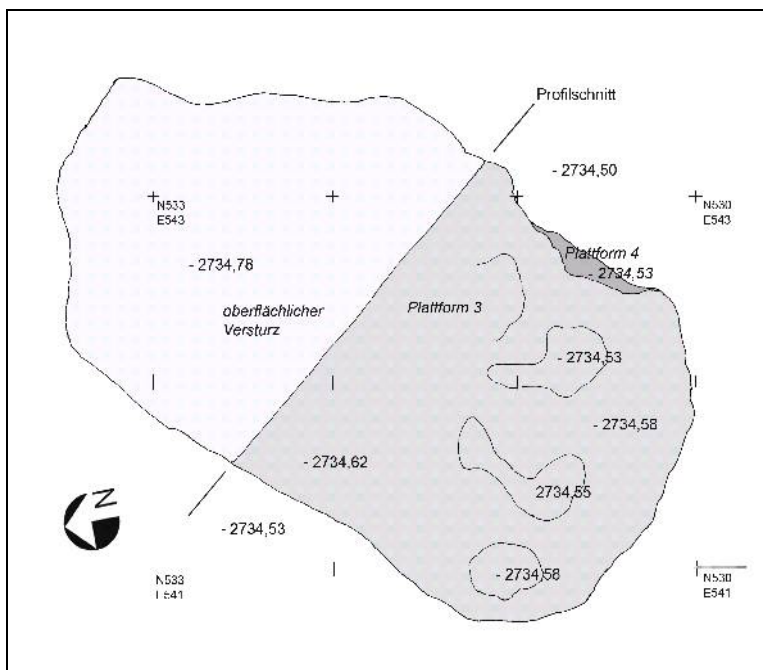 Profilschnitt
- 2734,50
N533
E543
N530
E543
Plattform 4
- 2734,53
- 2734,78
oberflächlicher
Versturz
Plattform 3
- 2734,53
- 2734,58
- 2734,62
2734,55
N
- 2734,53
- 2734,58
N533
E541
N530
E541